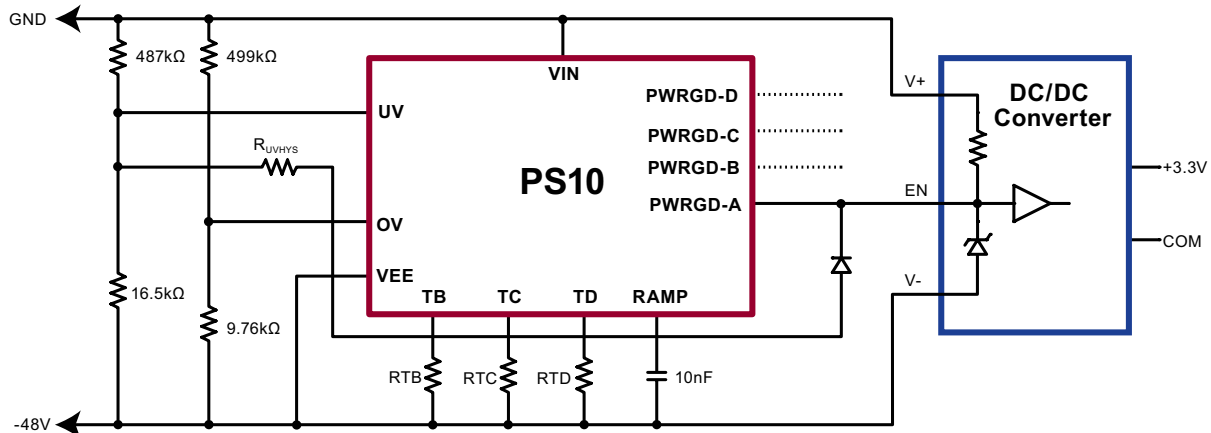 GND
487kΩ
499kΩ
VIN
UV
PWRGD-D
PWRGD-C
PWRGD-B
PWRGD-A
V+
DC/DC
Converter
RUVHYS
PS10
+3.3V
EN
OV
COM
VEE
V-
16.5kΩ
9.76kΩ
TB
TC
TD
RAMP
RTB
RTC
RTD
10nF
-48V